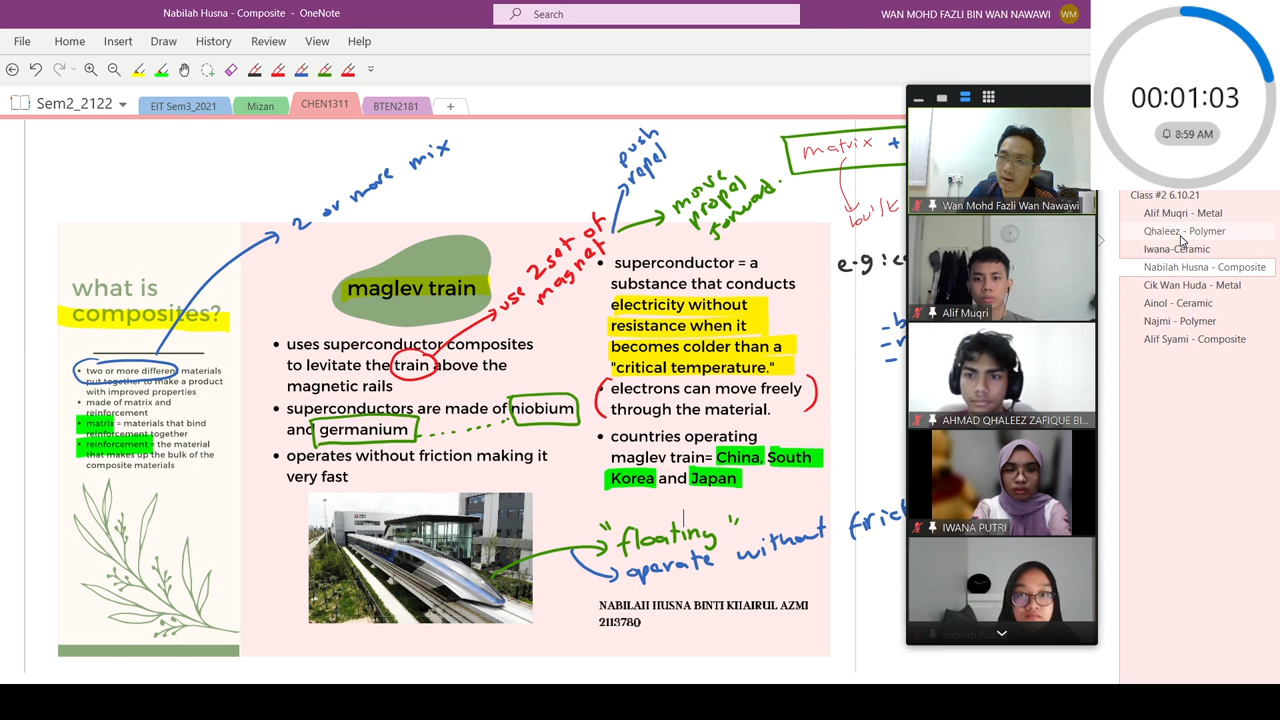 Nabilah Husna - Composite - OneNote
Search
WAN MOHD FAZLI BIN WAN NAWAWI
WM
File Home Insert Draw History Review View Help
Sem2_2122
EIT Sem3_2021
Mizan
CHEN1311
BTEN2181
00:01:03
8:59 AM
Class #2 6.10.21
Alif Muqri - Metal
Qhaleez - Polymer
Iwana-Ceramic
Nabilah Husna - Composite
Cik Wan Huda - Metal
Ainol - Ceramic
Najmi - Polymer
Alif Syami - Composite
2 or more mix
what is
composites?
two or more different materials
put together to make a product
with improved properties
made of matrix and
reinforcement
matrix = materials that bind
reinforcement together
reinforcement = the material
that makes up the bulk of the
composite materials
maglev train
use 2 set of
magnet
uses superconductor composites
to levitate the train above the
magnetic rails
superconductors are made of niobium
and germanium
operates without friction making it
very fast
push
repel
move
propel
forward.
superconductor = a
substance that conducts
electricity without
resistance when it
becomes colder than a
"critical temperature."
electrons can move freely
through the material.
countries operating
maglev train= China, South
Korea and Japan
"floating"
operate without frict
NABILAH HUSNA BINTI KHAIRUL AZMI
2113780
matrix +
e-g :
Wan Mohd Fazli Wan Nawawi
Alif Muqri
AHMAD QHALEEZ ZAFIQUE BI...
IWANA PUTRI
nabilah husna